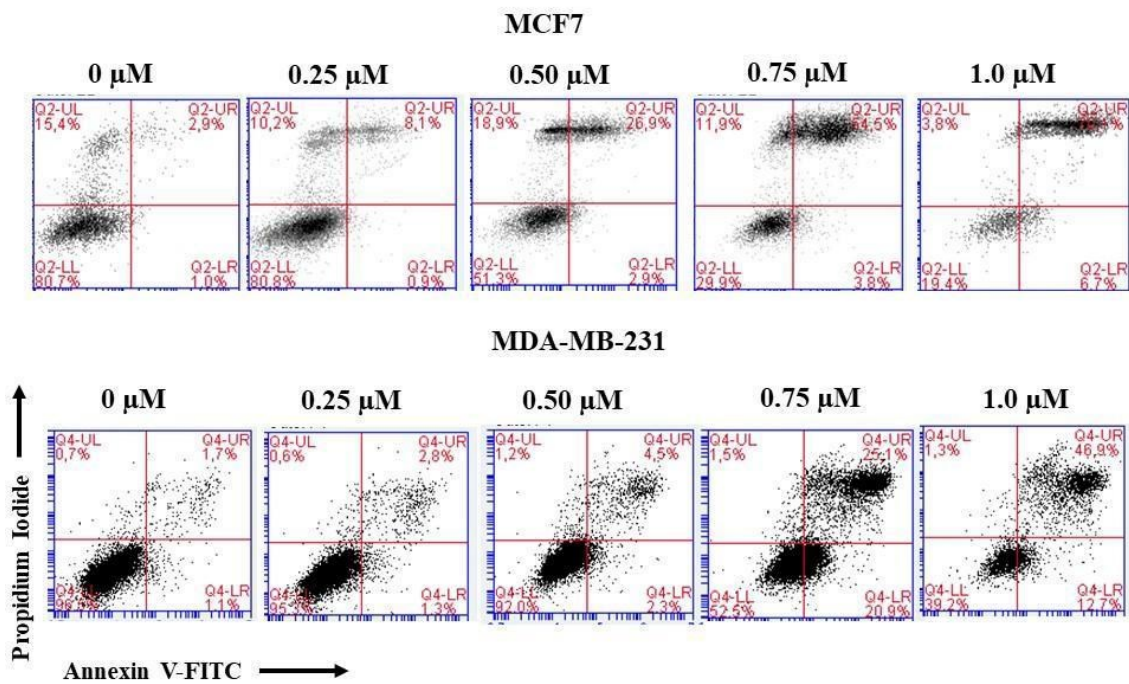 MCF7
0 μM 0.25 μM 0.50 μM 0.75 μM 1.0 μM
Q2-UL Q2-UR Q2-UL Q2-UR Q2-UL Q2-UR Q2-UL Q2-UR Q2-UL Q2-UR
15,4% 2,9% 10,2% 8,1% 18,9% 26,9% 11,9% 54,5% 3,8%
Q2-LL Q2-LR Q2-LL Q2-LR Q2-LL Q2-LR Q2-LL Q2-LR Q2-LL Q2-LR
80,7% 1,0% 80,8% 0,9% 51,3% 2,9% 29,9% 3,8% 19,4% 6,7%
MDA-MB-231
0 μM 0.25 μM 0.50 μM 0.75 μM 1.0 μM
Q4-UL Q4-UR Q4-UL Q4-UR Q4-UL Q4-UR Q4-UL Q4-UR Q4-UL Q4-UR
0,7% 1,7% 0,6% 2,8% 1,2% 4,5% 1,5% 25,1% 1,3% 46,9%
Q4-LR Q4-LR Q4-LL Q4-LR Q4-LL Q4-LR Q4-LL Q4-LR
1,1% 1,3% 92,0% 2,3% 52,5% 20,9% 39,2% 12,7%
Propidium Iodide
Annexin V-FITC